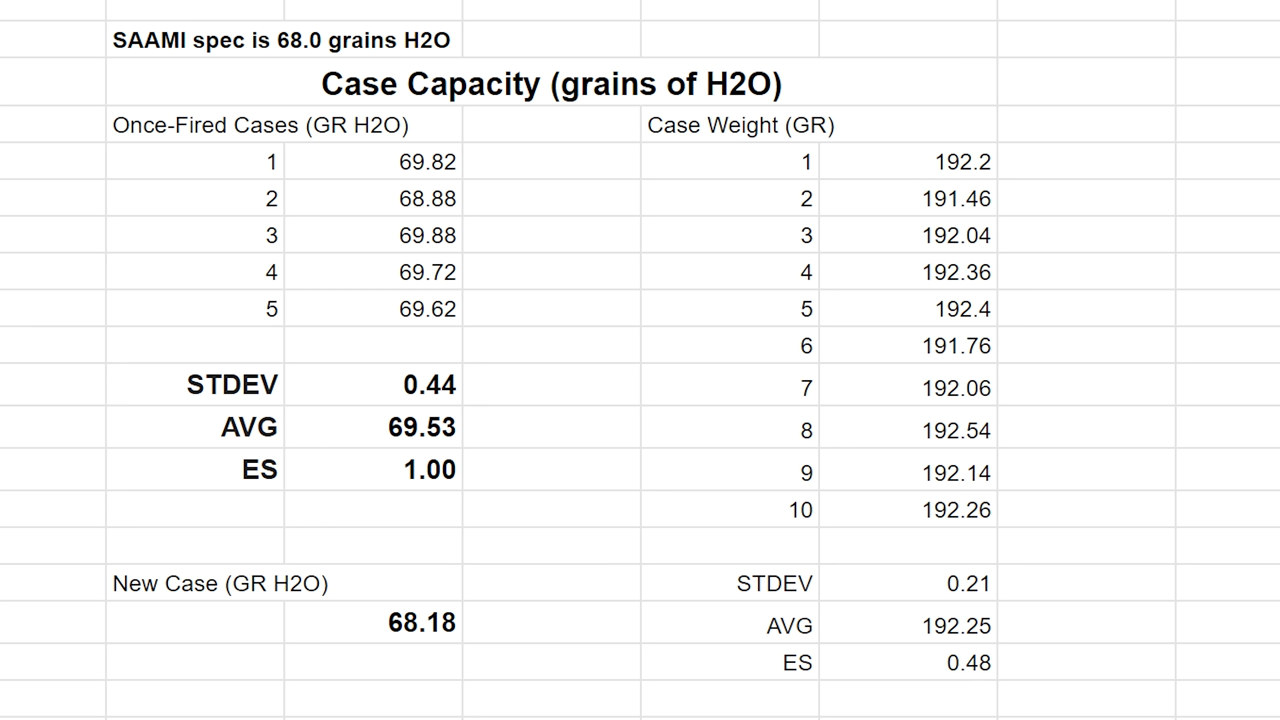 SAAMI spec is 68.0 grains H2O
Case Capacity (grains of H2O)
Once-Fired Cases (GR H2O) Case Weight (GR)
1 69.82 1 192.2
2 68.88 2 191.46
3 69.88 3 192.04
4 69.72 4 192.36
5 69.62 5 192.4
6 191.76
STDEV 0.44 7 192.06
AVG 69.53 8 192.54
ES 1.00 9 192.14
10 192.26
New Case (GR H2O) STDEV 0.21
68.18 AVG 192.25
ES 0.48